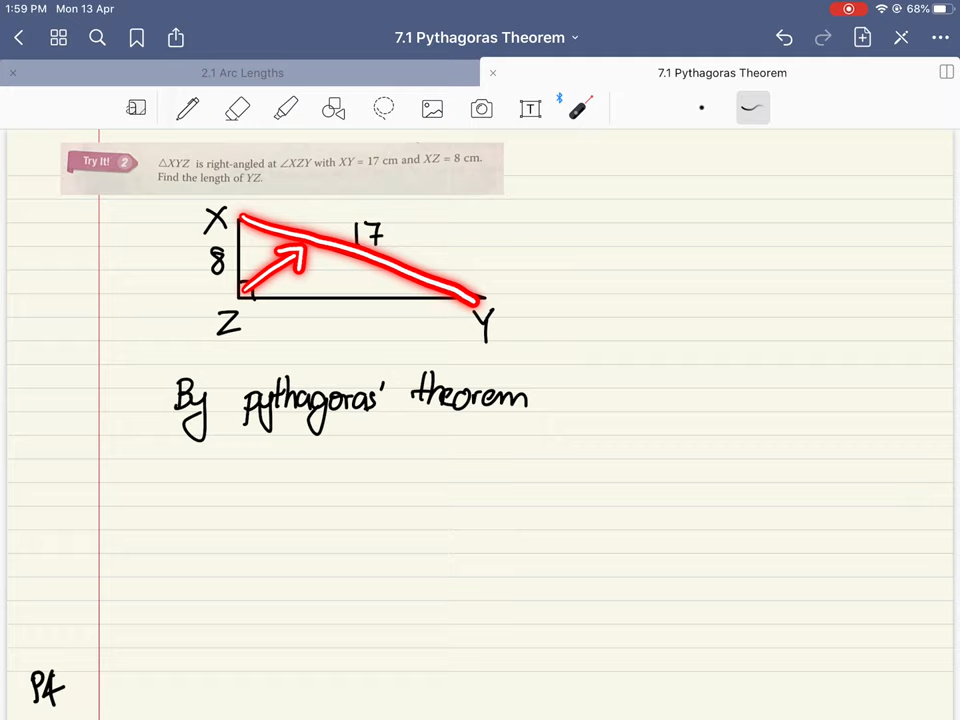 1:59 PM Mon 13 Apr
68%
7.1 Pythagoras Theorem
2.1 Arc Lengths
7.1 Pythagoras Theorem
T
Try It! 2
△XYZ is right-angled at ∠XZY with XY = 17 cm and XZ = 8 cm.
Find the length of YZ.
X
17
8
Z
Y
By pythagoras' theorem
P4